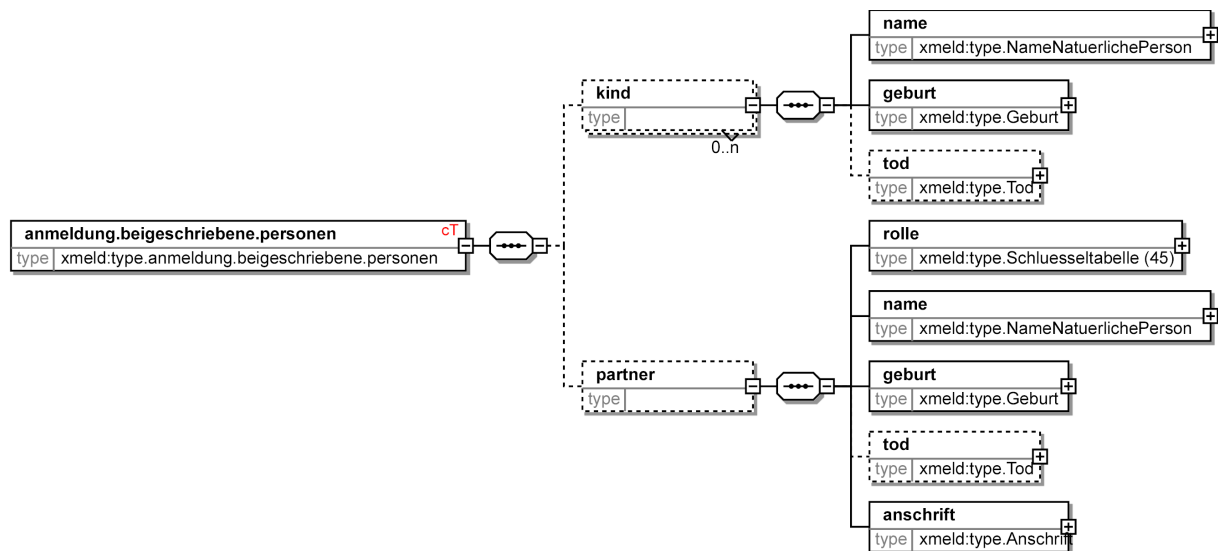 name
type xmeld:type.NameNatuerlichePerson
kind
type
0..n
geburt
type xmeld:type.Geburt
tod
type xmeld:type.Tod
anmeldung.beigeschriebene.personen cT
type xmeld:type.anmeldung.beigeschriebene.personen
rolle
type xmeld:type.Schluesseltabelle (45)
name
type xmeld:type.NameNatuerlichePerson
partner
type
geburt
type xmeld:type.Geburt
tod
type xmeld:type.Tod
anschrift
type xmeld:type.Anschrift